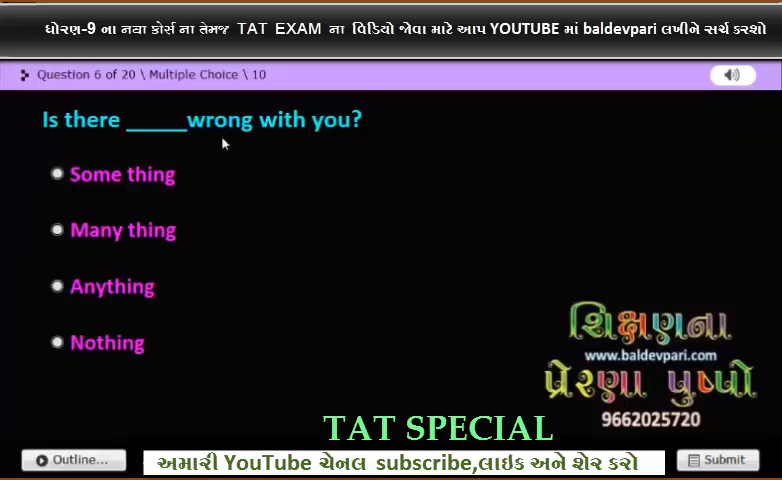 ધોરણ-9 ના નવા કોર્સ ના તેમજ TAT EXAM ના વિડિયો જોવા માટે આપ YOUTUBE માં baldevpari લખીને સર્ચ કરશો
Question 6 of 20 \ Multiple Choice \ 10
Is there _____wrong with you?
Some thing
Many thing
Anything
Nothing
શિક્ષણના
www.baldevpari.com
પ્રેરણા પુષ્પો
9662025720
TAT SPECIAL
Outline...
અમારી YouTube ચેનલ subscribe,લાઇક અને શેર કરો
Submit